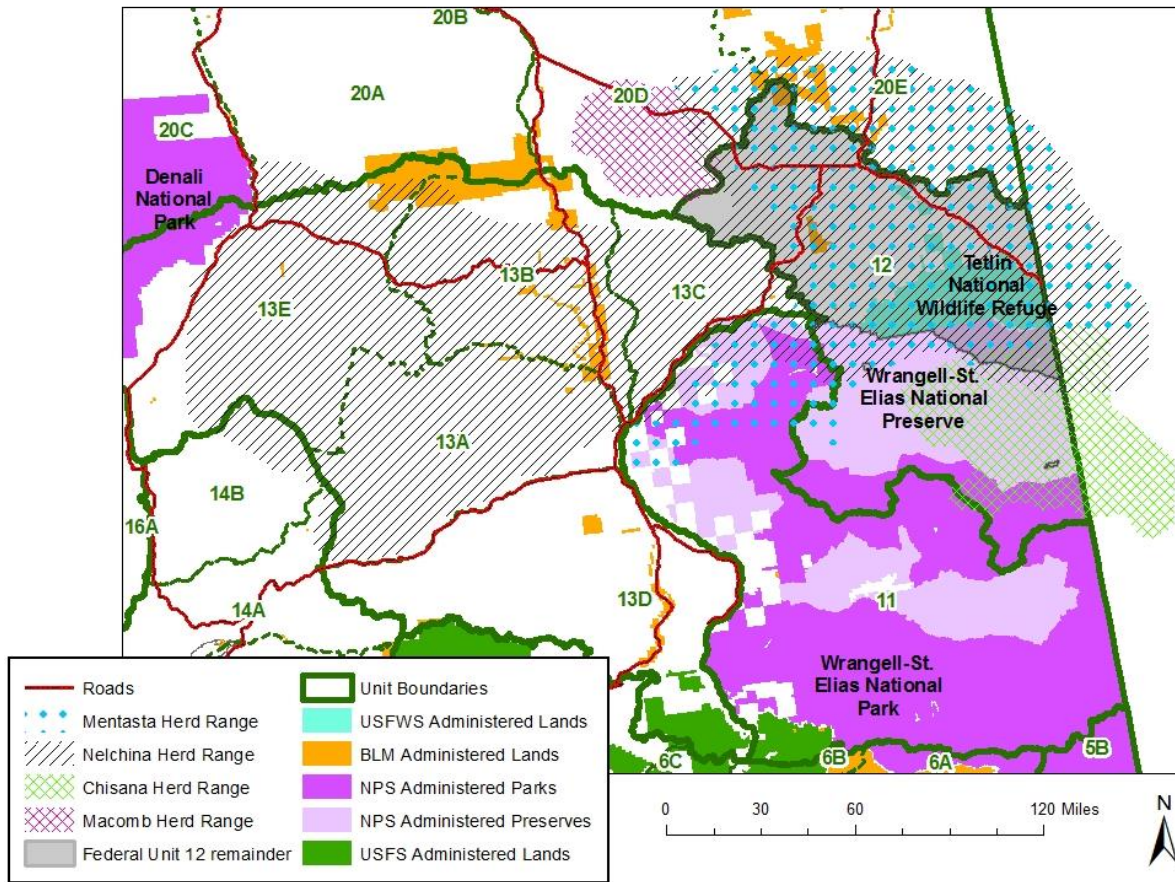 20B
20A
20D
20E
20C
Denali
National
Park
12
Tetlin
National
Wildlife Refuge
13B
13C
13E
Wrangell-St.
Elias National
Preserve
13A
14B
16A
14A
13D
11
Wrangell-St.
Elias National
Park
6C
6B
6A
5B
Roads
Mentasta Herd Range
Nelchina Herd Range
Chisana Herd Range
Macomb Herd Range
Federal Unit 12 remainder
Unit Boundaries
USFWS Administered Lands
BLM Administered Lands
NPS Administered Parks
NPS Administered Preserves
USFS Administered Lands
0 30 60 120 Miles
N